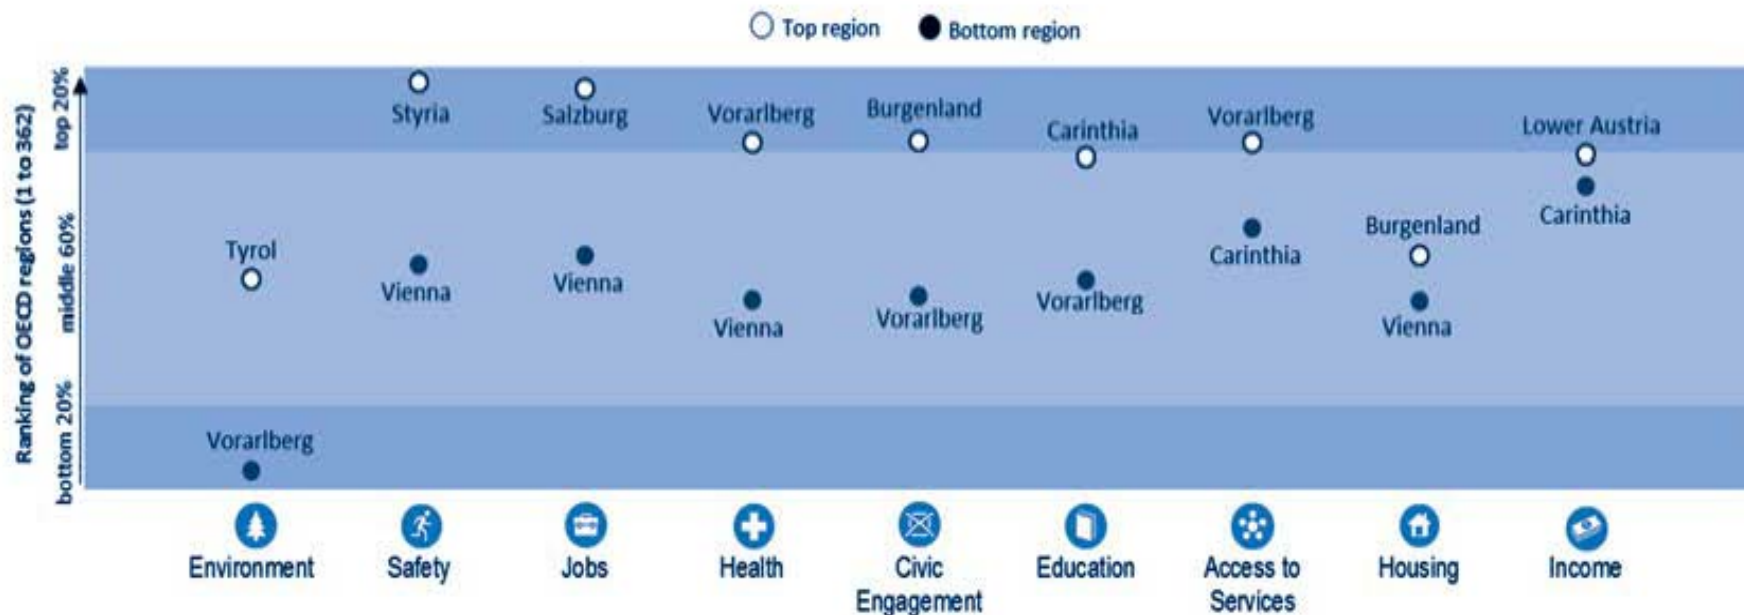 Top region
Bottom region
Ranking of OECD regions (1 to 362)
top 20%
middle 60%
bottom 20%
Styria
Salzburg
Vorarlberg
Burgenland
Carinthia
Vorarlberg
Lower Austria
Tyrol
Vienna
Vienna
Vienna
Vorarlberg
Vorarlberg
Carinthia
Burgenland
Vienna
Carinthia
Vorarlberg
Environment
Safety
Jobs
Health
Civic
Engagement
Education
Access to
Services
Housing
Income